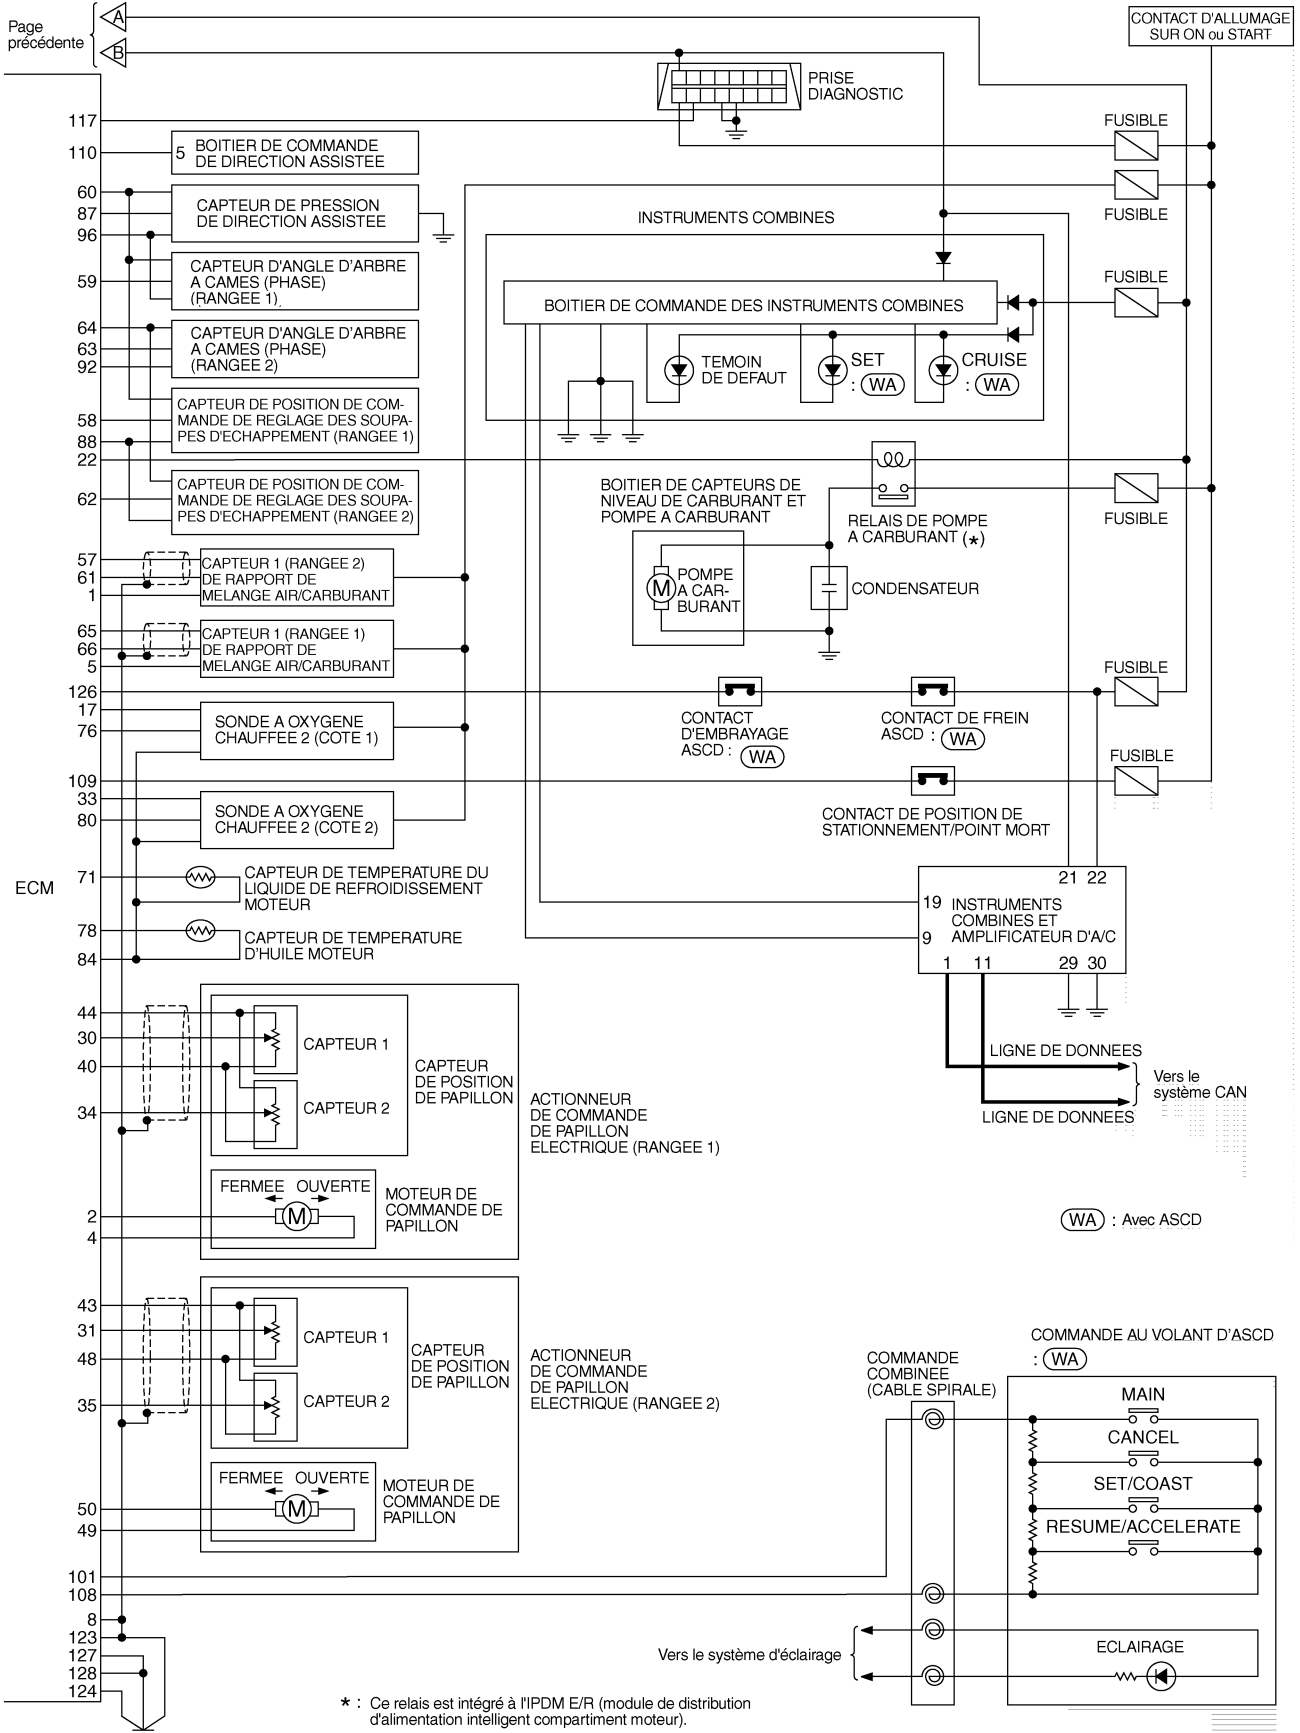 A
Page
précédente
B
CONTACT D'ALLUMAGE
SUR ON ou START
PRISE
DIAGNOSTIC
FUSIBLE
117
110
5
BOITIER DE COMMANDE
DE DIRECTION ASSISTEE
60
87
96
CAPTEUR DE PRESSION
DE DIRECTION ASSISTEE
FUSIBLE
INSTRUMENTS COMBINES
59
CAPTEUR D'ANGLE D'ARBRE
A CAMES (PHASE)
(RANGEE 1)
FUSIBLE
BOITIER DE COMMANDE DES INSTRUMENTS COMBINES
64
63
92
CAPTEUR D'ANGLE D'ARBRE
A CAMES (PHASE)
(RANGEE 2)
TEMOIN
DE DEFAUT
SET
: WA
CRUISE
: WA
58
88
22
CAPTEUR DE POSITION DE COM-
MANDE DE REGLAGE DES SOUPA-
PES D'ECHAPPEMENT (RANGEE 1)
62
CAPTEUR DE POSITION DE COM-
MANDE DE REGLAGE DES SOUPA-
PES D'ECHAPPEMENT (RANGEE 2)
BOITIER DE CAPTEURS DE
NIVEAU DE CARBURANT ET
POMPE A CARBURANT
RELAIS DE POMPE
A CARBURANT (*)
FUSIBLE
57
61
1
CAPTEUR 1 (RANGEE 2)
DE RAPPORT DE
MELANGE AIR/CARBURANT
M
POMPE
A CAR-
BURANT
CONDENSATEUR
65
66
5
CAPTEUR 1 (RANGEE 1)
DE RAPPORT DE
MELANGE AIR/CARBURANT
FUSIBLE
126
17
76
SONDE A OXYGENE
CHAUFFEE 2 (COTE 1)
CONTACT
D'EMBRAYAGE
ASCD : WA
CONTACT DE FREIN
ASCD : WA
FUSIBLE
109
33
80
SONDE A OXYGENE
CHAUFFEE 2 (COTE 2)
CONTACT DE POSITION DE
STATIONNEMENT/POINT MORT
ECM
71
CAPTEUR DE TEMPERATURE DU
LIQUIDE DE REFROIDISSEMENT
MOTEUR
78
84
CAPTEUR DE TEMPERATURE
D'HUILE MOTEUR
21 22
19
9
INSTRUMENTS
COMBINES ET
AMPLIFICATEUR D'A/C
1 11 29 30
LIGNE DE DONNEES
LIGNE DE DONNEES
Vers le
système CAN
44
30
40
34
CAPTEUR 1
CAPTEUR 2
CAPTEUR
DE POSITION
DE PAPILLON
ACTIONNEUR
DE COMMANDE
DE PAPILLON
ELECTRIQUE (RANGEE 1)
2
4
FERMEE OUVERTE
M
MOTEUR DE
COMMANDE DE
PAPILLON
WA : Avec ASCD
43
31
48
35
CAPTEUR 1
CAPTEUR 2
CAPTEUR
DE POSITION
DE PAPILLON
ACTIONNEUR
DE COMMANDE
DE PAPILLON
ELECTRIQUE (RANGEE 2)
50
49
FERMEE OUVERTE
M
MOTEUR DE
COMMANDE DE
PAPILLON
COMMANDE COMBINEE
(CABLE SPIRALE)
COMMANDE AU VOLANT D'ASCD
: WA
MAIN
CANCEL
SET/COAST
RESUME/ACCELERATE
101
108
8
123
127
128
124
Vers le système d'éclairage
ECLAIRAGE
* : Ce relais est intégré à l'IPDM E/R (module de distribution
d'alimentation intelligent compartiment moteur).